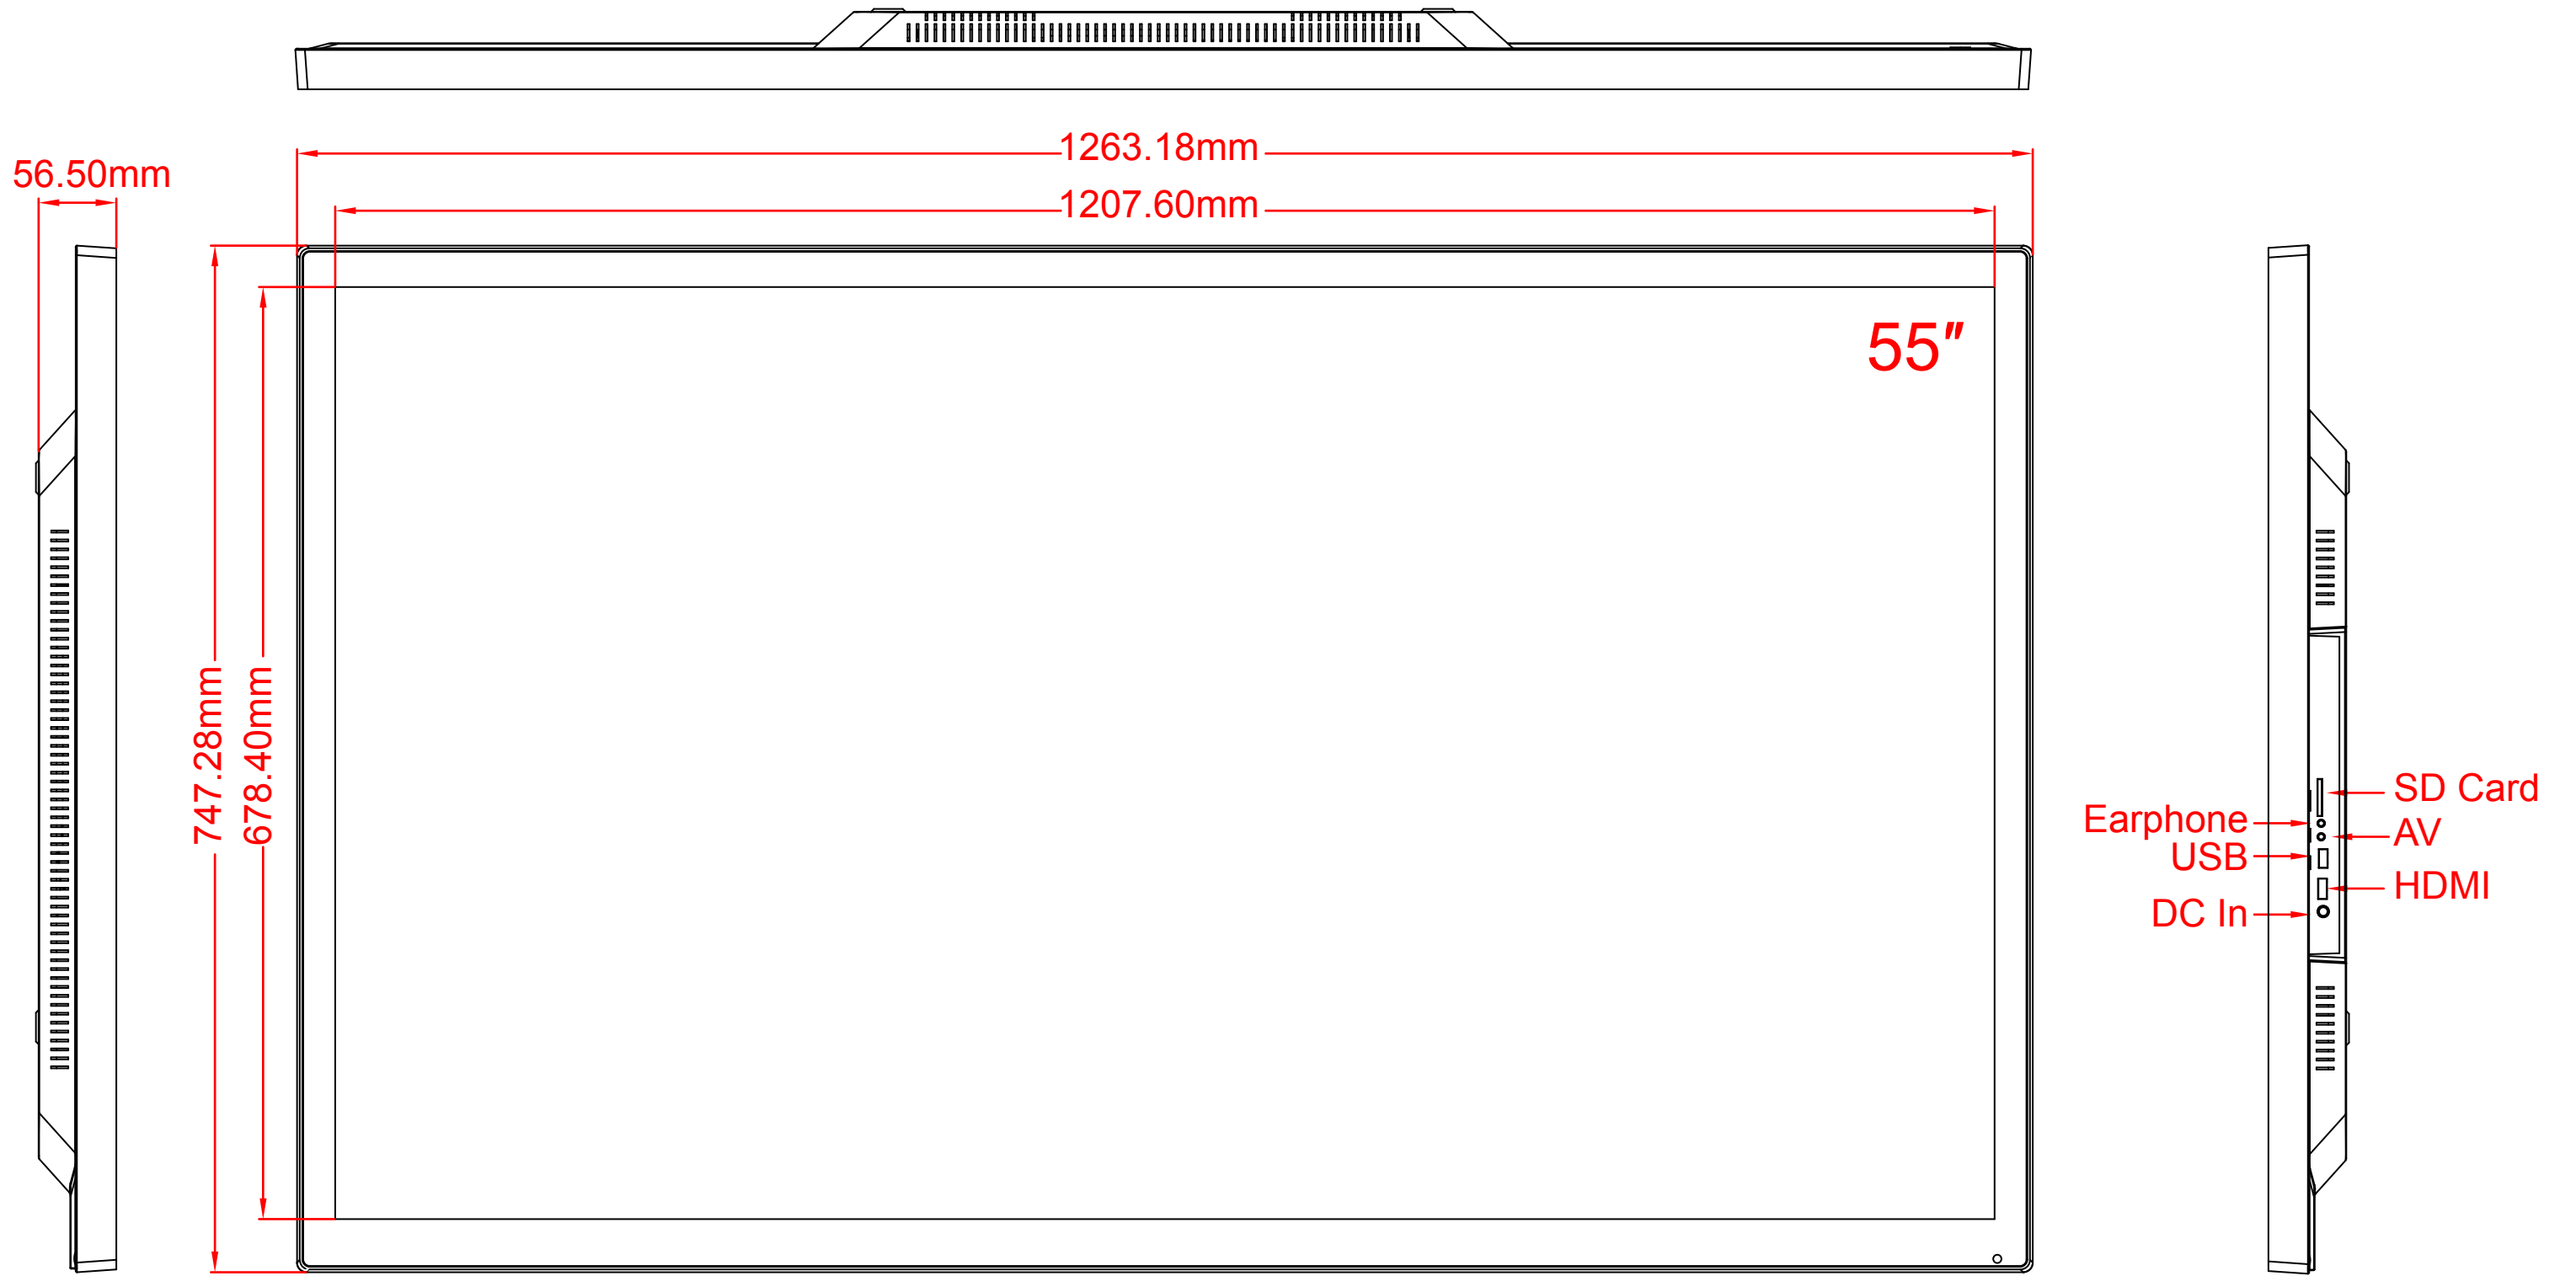 1263.18mm
56.50mm
1207.60mm
55"
747.28mm
678.40mm
SD Card
Earphone
AV
USB
HDMI
DC In